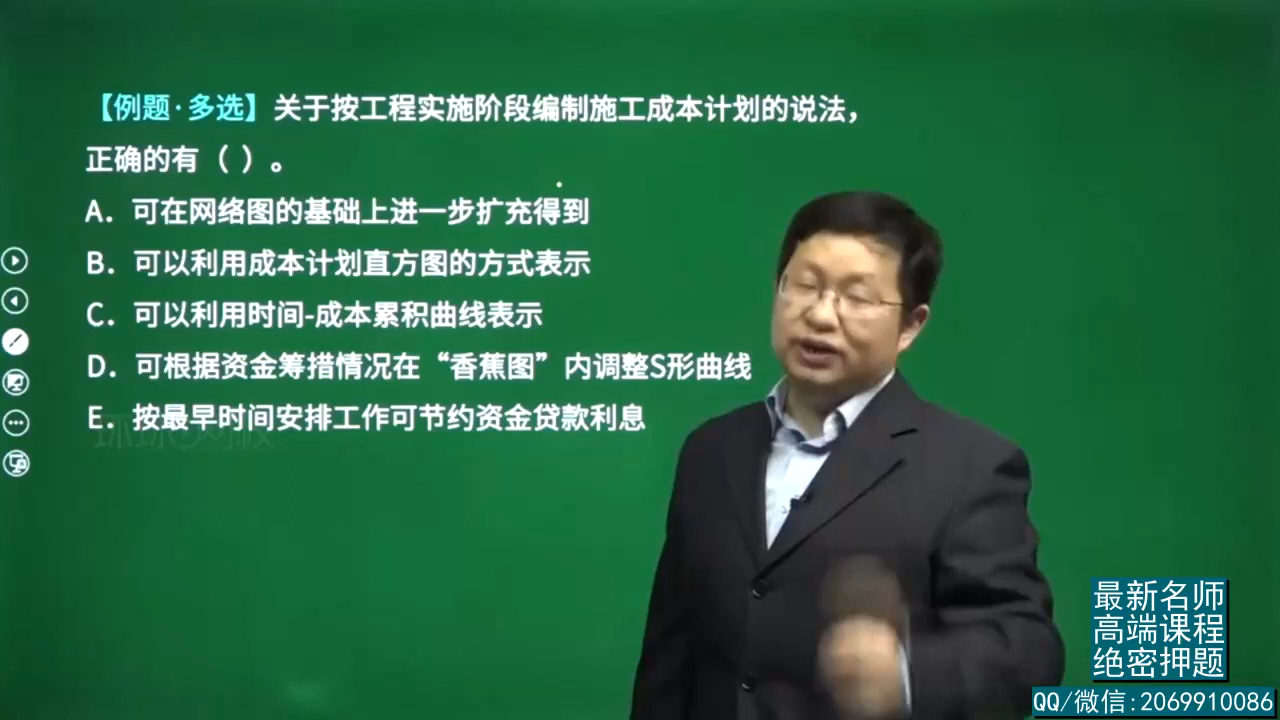 【例题·多选】关于按工程实施阶段编制施工成本计划的说法，
正确的有（ ）。
A．可在网络图的基础上进一步扩充得到
B．可以利用成本计划直方图的方式表示
C．可以利用时间-成本累积曲线表示
D．可根据资金筹措情况在“香蕉图”内调整S形曲线
E．按最早时间安排工作可节约资金贷款利息
最新名师
高端课程
绝密押题
QQ/微信:2069910086